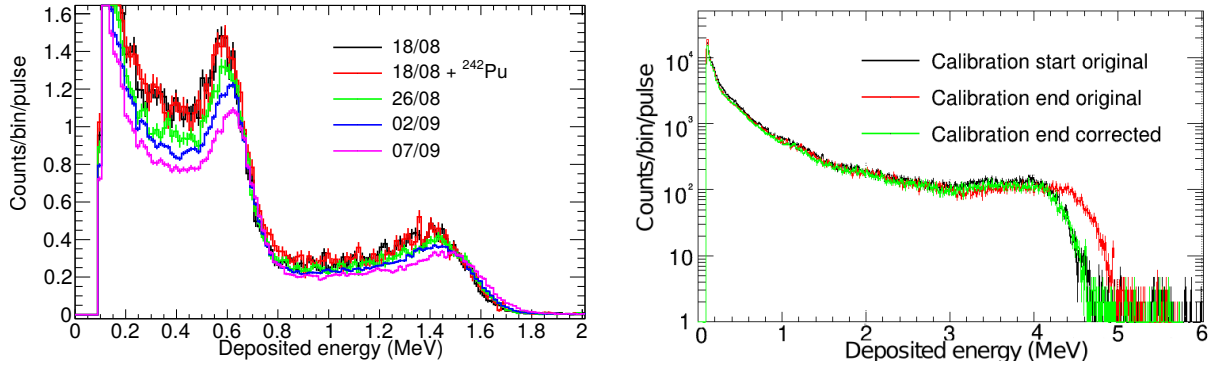 Counts/bin/pulse
1.6
1.4
1.2
1
0.8
0.6
0.4
0.2
0
18/08
18/08 + ²⁴²Pu
26/08
02/09
07/09
0 0.2 0.4 0.6 0.8 1 1.2 1.4 1.6 1.8 2
Deposited energy (MeV)
Counts/bin/pulse
10⁴
10³
10²
10
1
Calibration start original
Calibration end original
Calibration end corrected
0 1 2 3 4 5 6
Deposited energy (MeV)